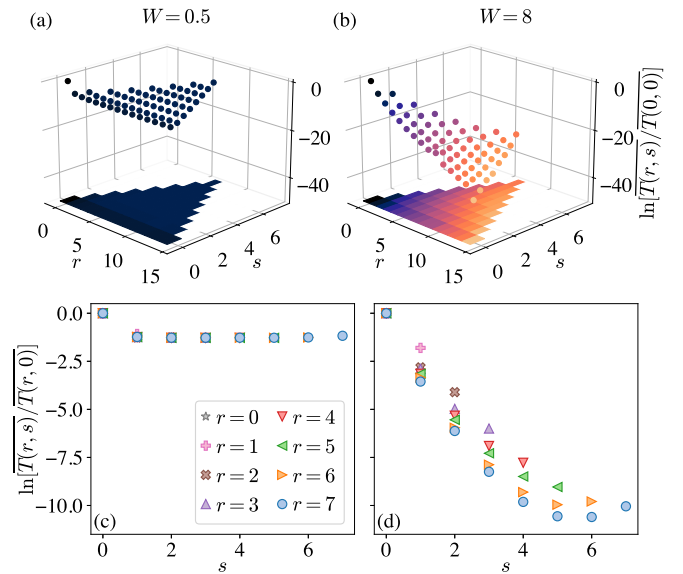 (a) W = 0.5
(b) W = 8
0
−20
−40
0
−20
−40
ln[T(r, s)/T(0, 0)]
0 5 10 15
r
0 2 4 6
s
0 5 10 15
r
0 2 4 6
s
ln[T(r, s)/T(r, 0)]
0.0
−2.5
−5.0
−7.5
−10.0
r = 0 r = 4
r = 1 r = 5
r = 2 r = 6
r = 3 r = 7
(c)
(d)
0 2 4 6
s
0 2 4 6
s